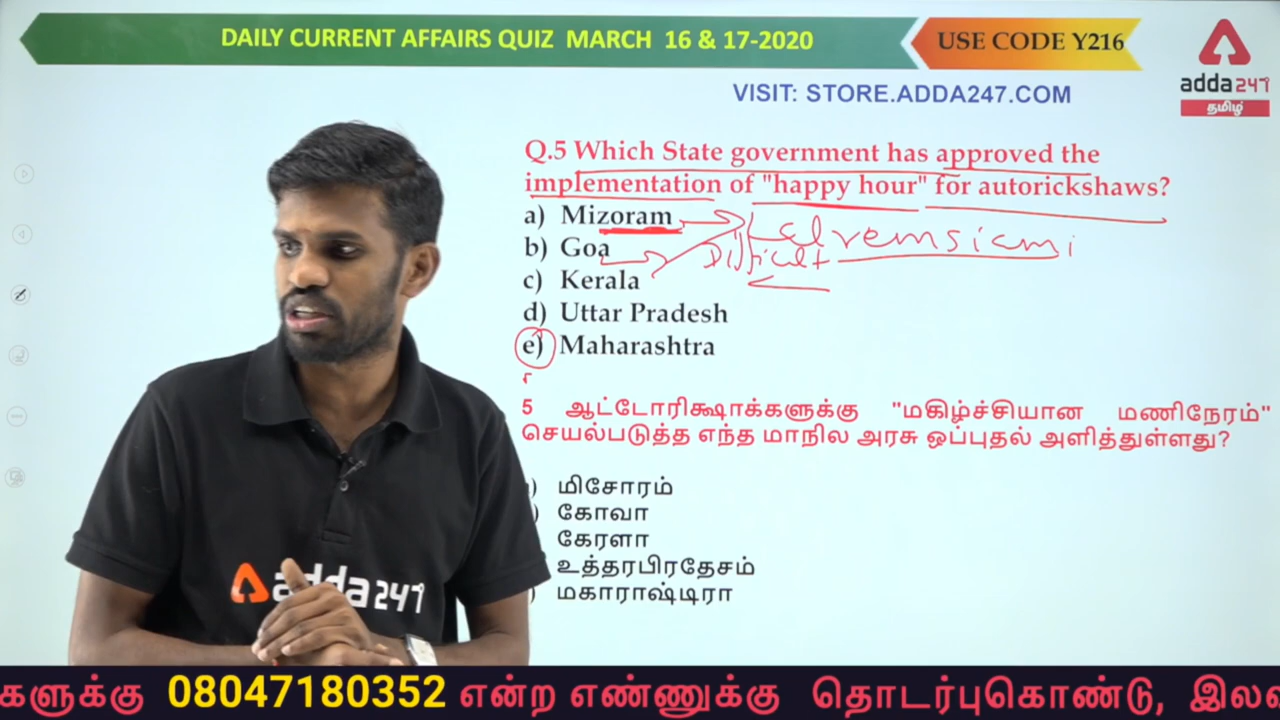 DAILY CURRENT AFFAIRS QUIZ MARCH 16 & 17-2020
USE CODE Y216
adda247
தமிழ்
VISIT: STORE.ADDA247.COM
Q.5 Which State government has approved the
implementation of "happy hour" for autorickshaws?
a) Mizoram
b) Goa
Difficult
c) Kerala
d) Uttar Pradesh
e) Maharashtra
5 ஆட்டோரிக்ஷாக்களுக்கு "மகிழ்ச்சியான மணிநேரம்"
செயல்படுத்த எந்த மாநில அரசு ஒப்புதல் அளித்துள்ளது?
) மிசோரம்
) கோவா
கேரளா
உத்தரபிரதேசம்
) மகாராஷ்டிரா
adda247
களுக்கு 08047180352 என்ற எண்ணுக்கு தொடர்புகொண்டு, இல